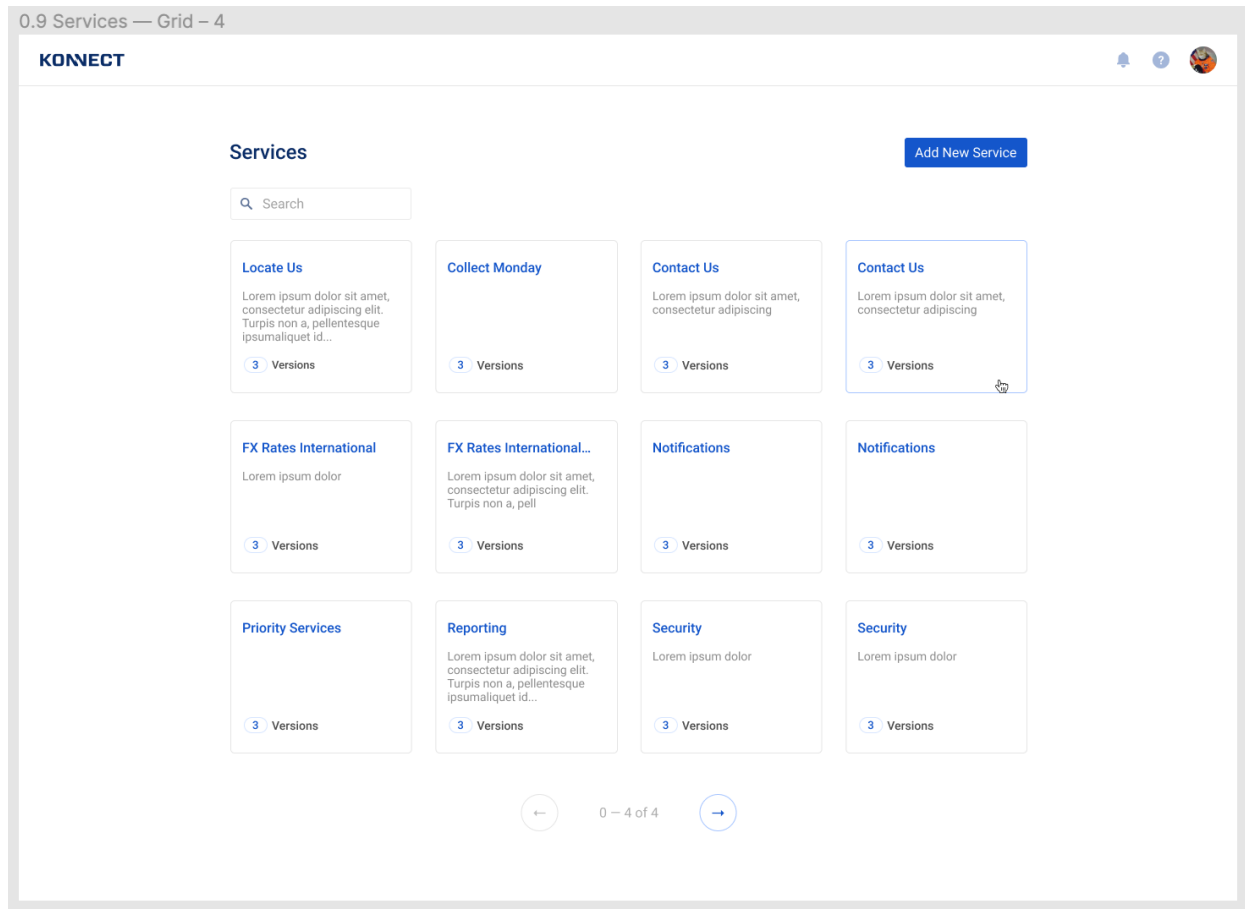 0.9 Services — Grid – 4
KONNECT
?
Services
Add New Service
Search
Locate Us
Lorem ipsum dolor sit amet,
consectetur adipiscing elit.
Turpis non a, pellentesque
ipsumaliquet id...
3 Versions
Collect Monday
3 Versions
Contact Us
Lorem ipsum dolor sit amet,
consectetur adipiscing
3 Versions
Contact Us
Lorem ipsum dolor sit amet,
consectetur adipiscing
3 Versions
FX Rates International
Lorem ipsum dolor
3 Versions
FX Rates International...
Lorem ipsum dolor sit amet,
consectetur adipiscing elit.
Turpis non a, pell
3 Versions
Notifications
3 Versions
Notifications
3 Versions
Priority Services
3 Versions
Reporting
Lorem ipsum dolor sit amet,
consectetur adipiscing elit.
Turpis non a, pellentesque
ipsumaliquet id...
3 Versions
Security
Lorem ipsum dolor
3 Versions
Security
Lorem ipsum dolor
3 Versions
← 0 — 4 of 4 →